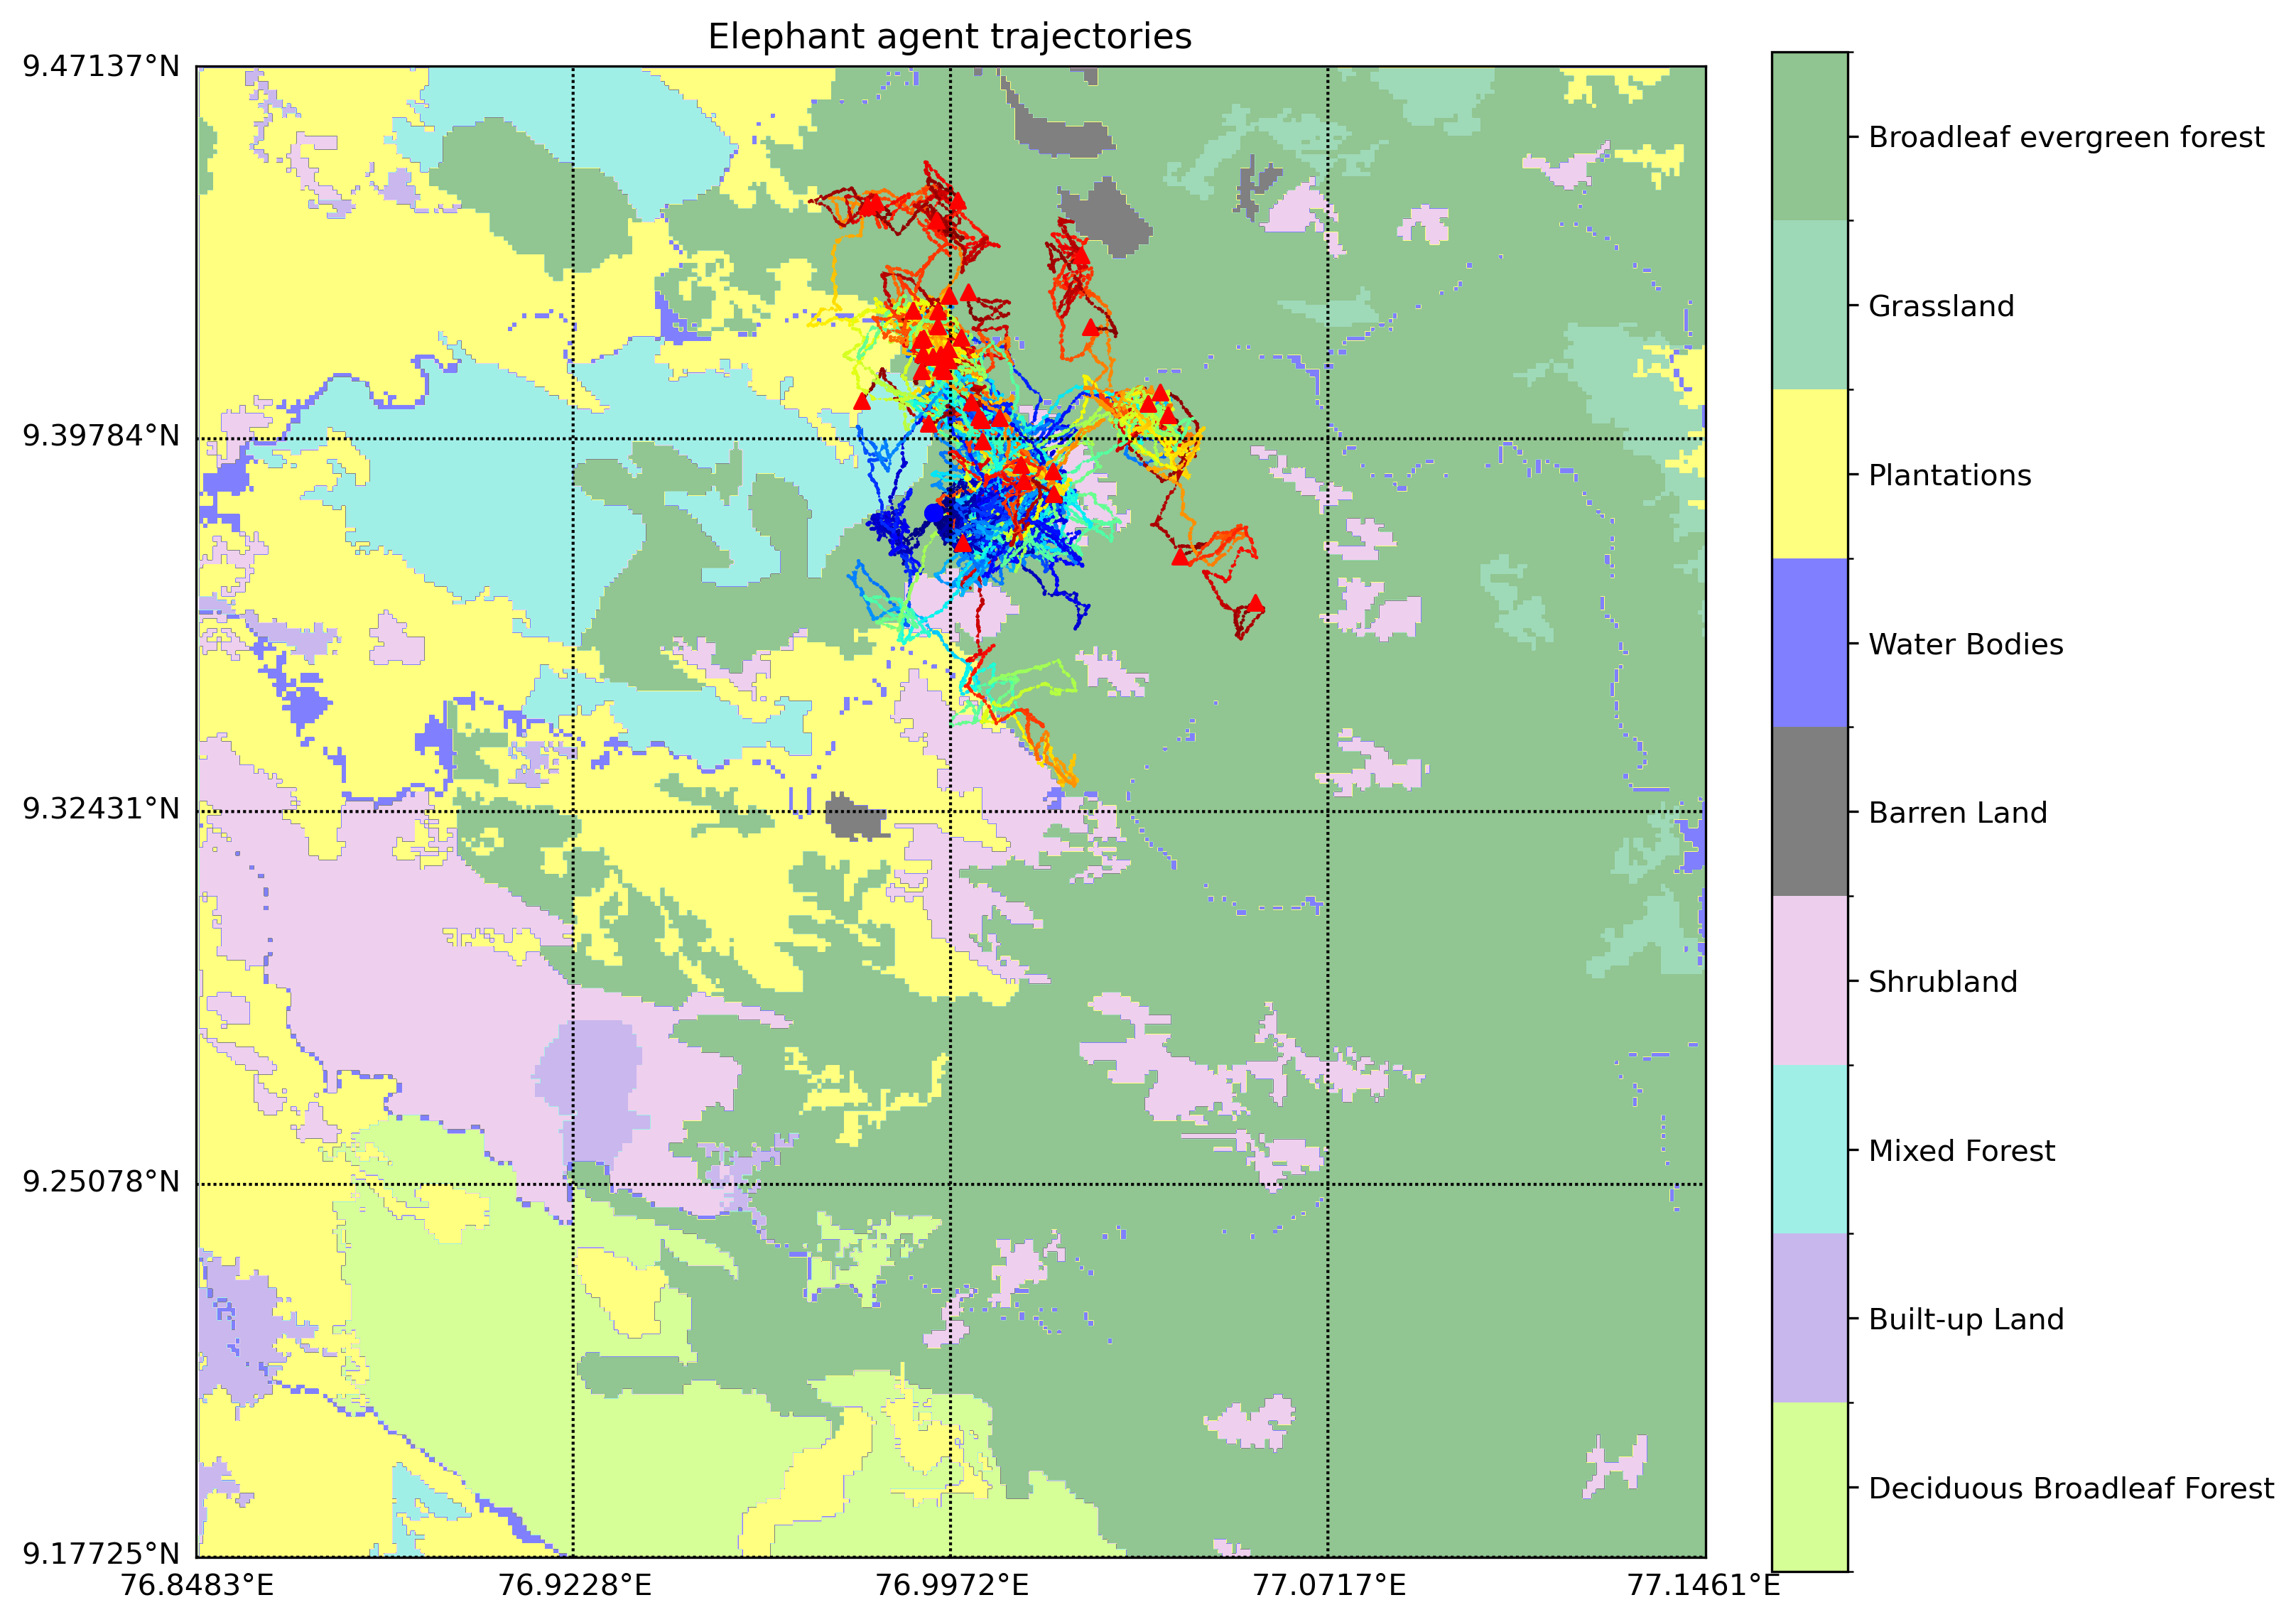 Elephant agent trajectories
9.47137°N
9.39784°N
9.32431°N
9.25078°N
9.17725°N
76.8483°E
76.9228°E
76.9972°E
77.0717°E
77.1461°E
Broadleaf evergreen forest
Grassland
Plantations
Water Bodies
Barren Land
Shrubland
Mixed Forest
Built-up Land
Deciduous Broadleaf Forest